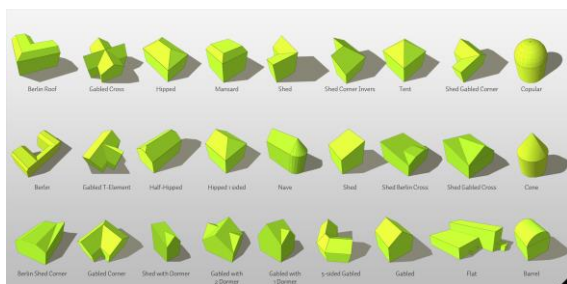 Berlin Roof
Gabled Cross
Hipped
Mansard
Shed
Shed Corner Invers
Tent
Shed Gabled Corner
Copular
Berlin
Gabled T-Element
Half-Hipped
Hipped 1 sided
Nave
Shed
Shed Berlin Cross
Shed Gabled Cross
Cone
Berlin Shed Corner
Gabled Corner
Shed with Dormer
Gabled with
2 Dormer
Gabled with
1 Dormer
5-sided Gabled
Gabled
Flat
Barrel